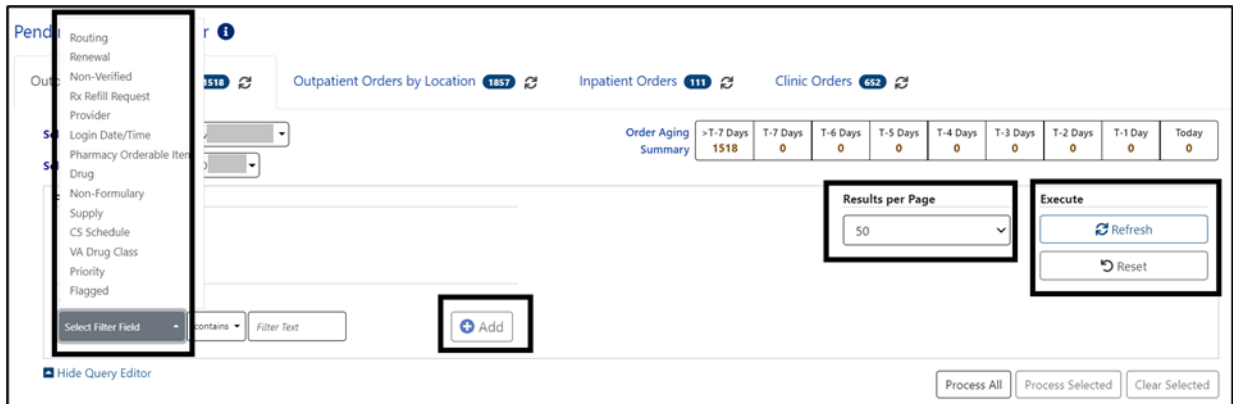 Pend r
Routing
Renewal
Non-Verified
Rx Refill Request
Provider
Login Date/Time
Pharmacy Orderable Item
Drug
Non-Formulary
Supply
CS Schedule
VA Drug Class
Priority
Flagged
Select Filter Field
Out 1518
Outpatient Orders by Location 1857
Inpatient Orders 111
Clinic Orders 652
Order Aging Summary
>T-7 Days T-7 Days T-6 Days T-5 Days T-4 Days T-3 Days T-2 Days T-1 Day Today
1518 0 0 0 0 0 0 0 0
Results per Page
50
Execute
Refresh
Reset
contains
Filter Text
Add
Hide Query Editor
Process All Process Selected Clear Selected